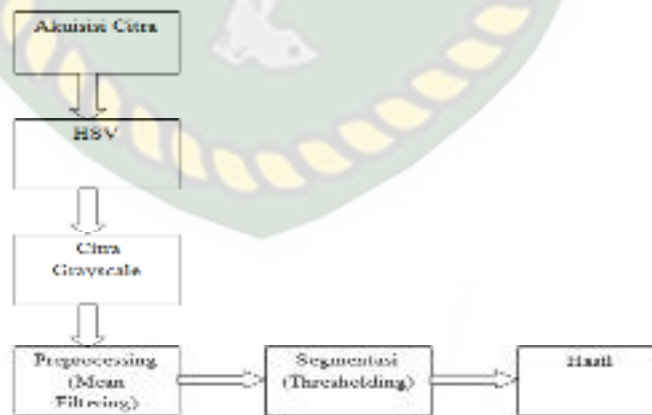 Akuisisi Citra
HSV
Citra
Grayscale
Preprocessing
(Mean
Filtering)
Segmentasi
(Thresholding)
Hasil